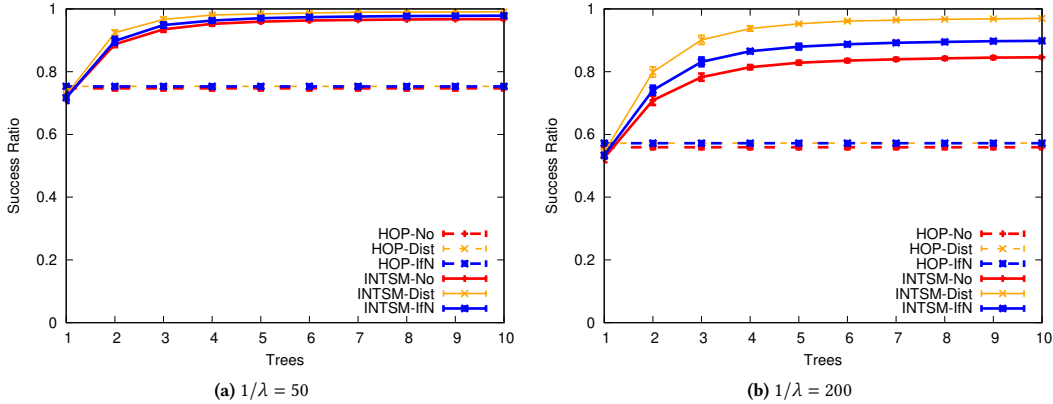 1
0.8
0.6
0.4
0.2
0
Success Ratio
1 2 3 4 5 6 7 8 9 10
Trees
HOP-No
HOP-Dist
HOP-IfN
INTSM-No
INTSM-Dist
INTSM-IfN
(a) 1/λ = 50
1
0.8
0.6
0.4
0.2
0
Success Ratio
1 2 3 4 5 6 7 8 9 10
Trees
HOP-No
HOP-Dist
HOP-IfN
INTSM-No
INTSM-Dist
INTSM-IfN
(b) 1/λ = 200